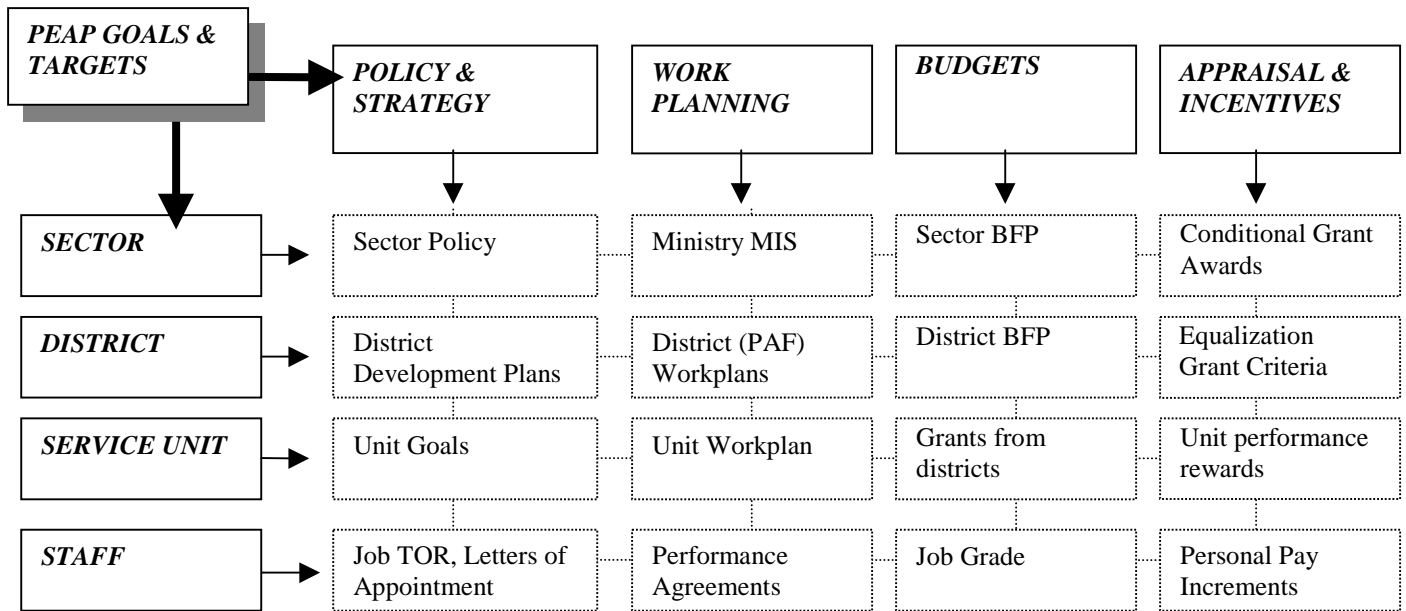 PEAP GOALS &
TARGETS
POLICY &
STRATEGY
WORK
PLANNING
BUDGETS
APPRAISAL &
INCENTIVES
SECTOR
Sector Policy
Ministry MIS
Sector BFP
Conditional Grant
Awards
DISTRICT
District
Development Plans
District (PAF)
Workplans
District BFP
Equalization
Grant Criteria
SERVICE UNIT
Unit Goals
Unit Workplan
Grants from
districts
Unit performance
rewards
STAFF
Job TOR, Letters of
Appointment
Performance
Agreements
Job Grade
Personal Pay
Increments